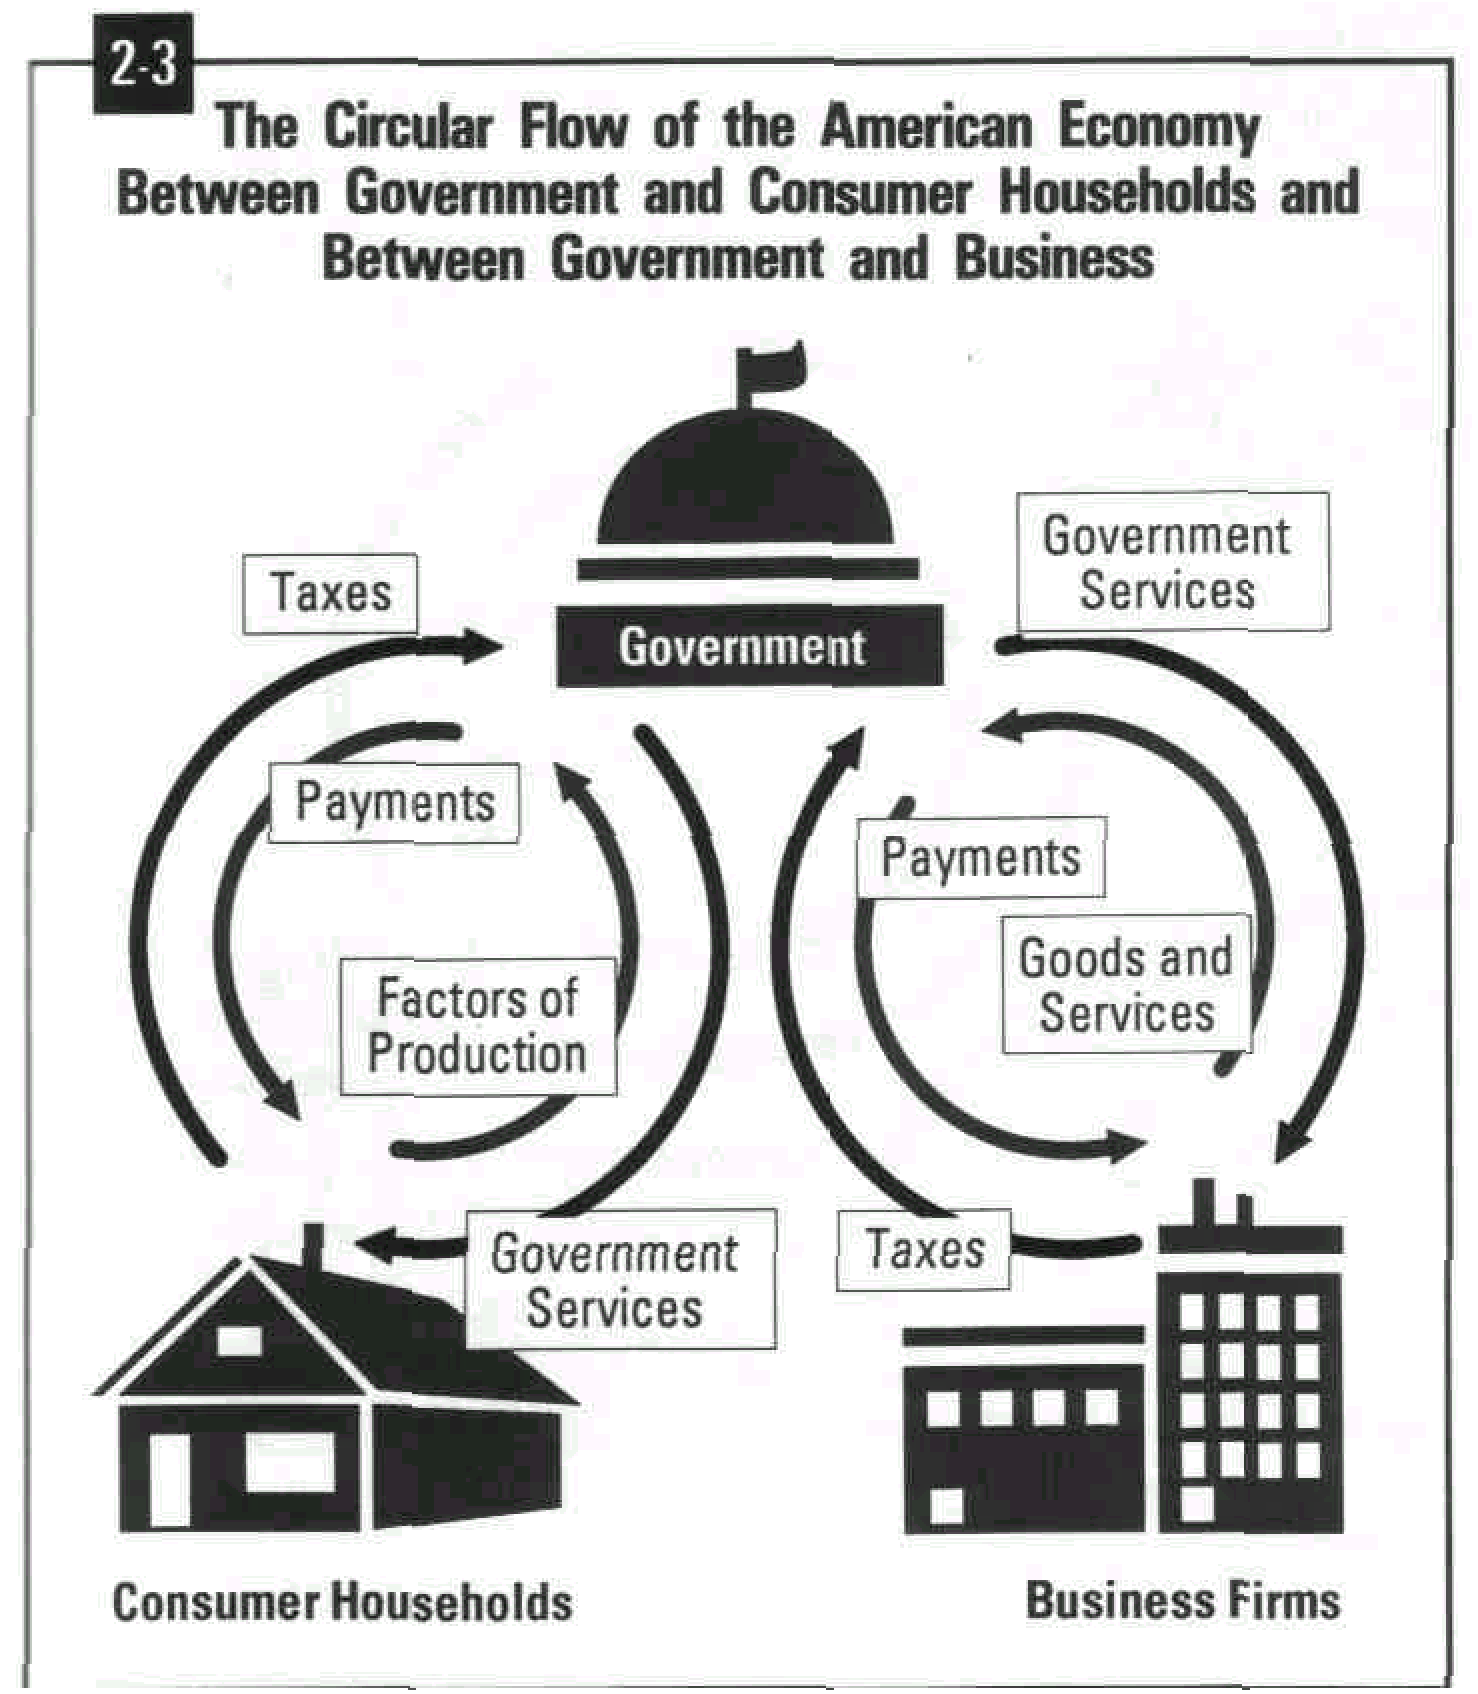 2-3
The Circular Flow of the American Economy
Between Government and Consumer Households and
Between Government and Business
Government
Services
Taxes
Government
Payments
Payments
Goods and
Services
Factors of
Production
Government
Services
Taxes
Consumer Households
Business Firms